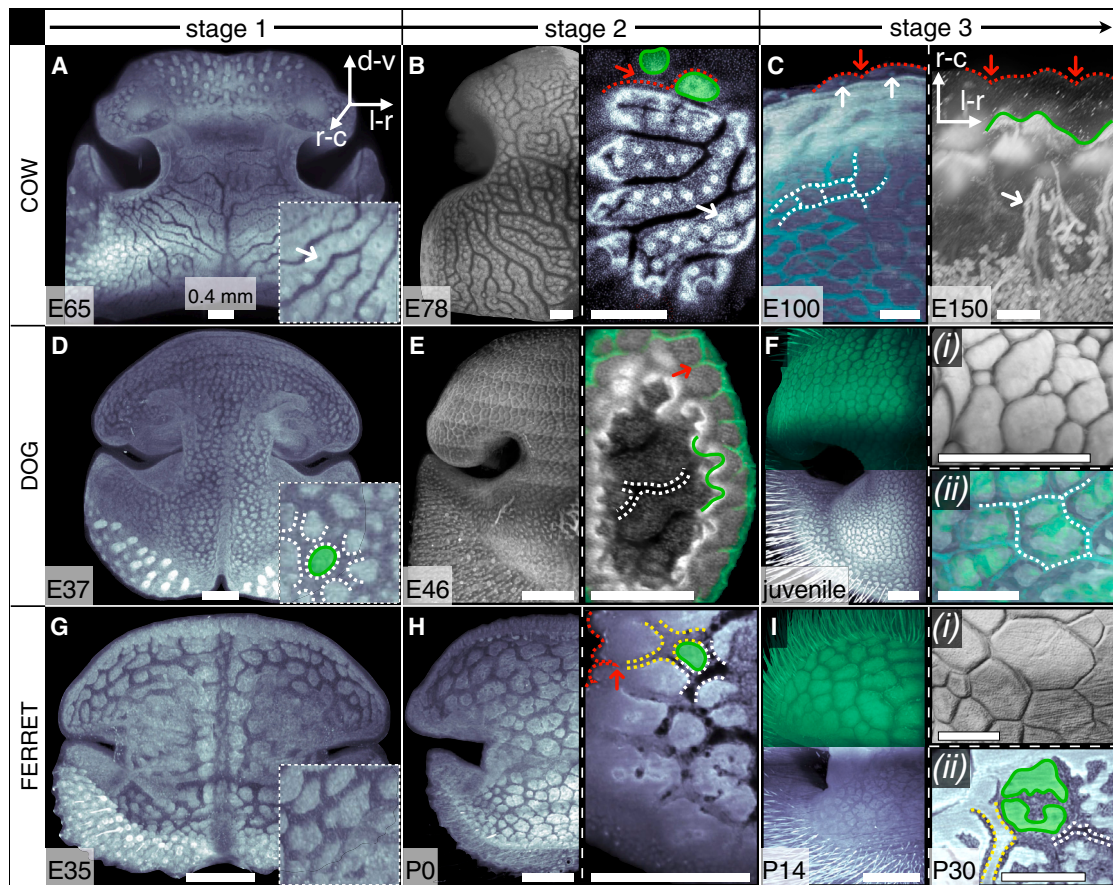 stage 1 stage 2 stage 3
COW
A d-v
l-r
r-c
0.4 mm
E65
B
E78
C
E100
r-c
l-r
E150
DOG
D
E37
E
E46
F
juvenile
(i)
(ii)
FERRET
G
E35
H
P0
I
P14
(i)
(ii)
P30